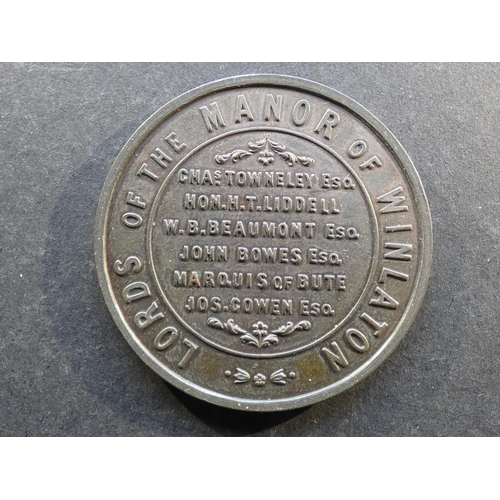 LORDS OF THE MANOR OF WINLATON
CHAS TOWNELEY ESQ.
HON. H. T. LIDDELL
W. B. BEAUMONT ESQ.
JOHN BOWES ESQ.
MARQUIS OF BUTE
JOS. COWEN ESQ.